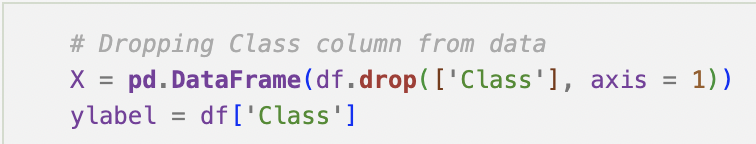 # Dropping Class column from data
X = pd.DataFrame(df.drop(['Class'], axis = 1))
ylabel = df['Class']